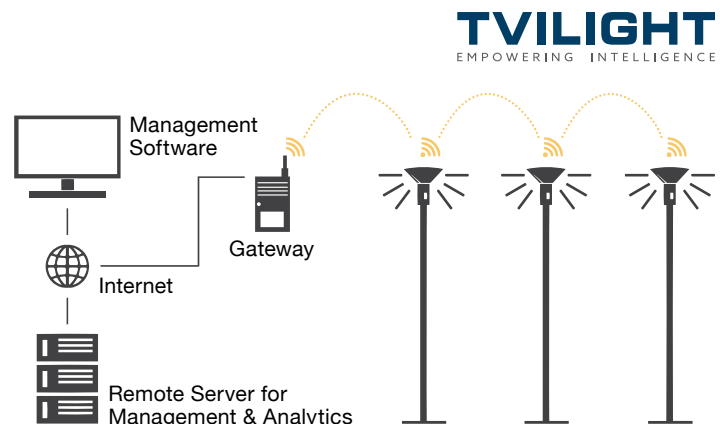 TVILIGHT
EMPOWERING INTELLIGENCE
Management
Software
Gateway
Internet
Remote Server for
Management & Analytics